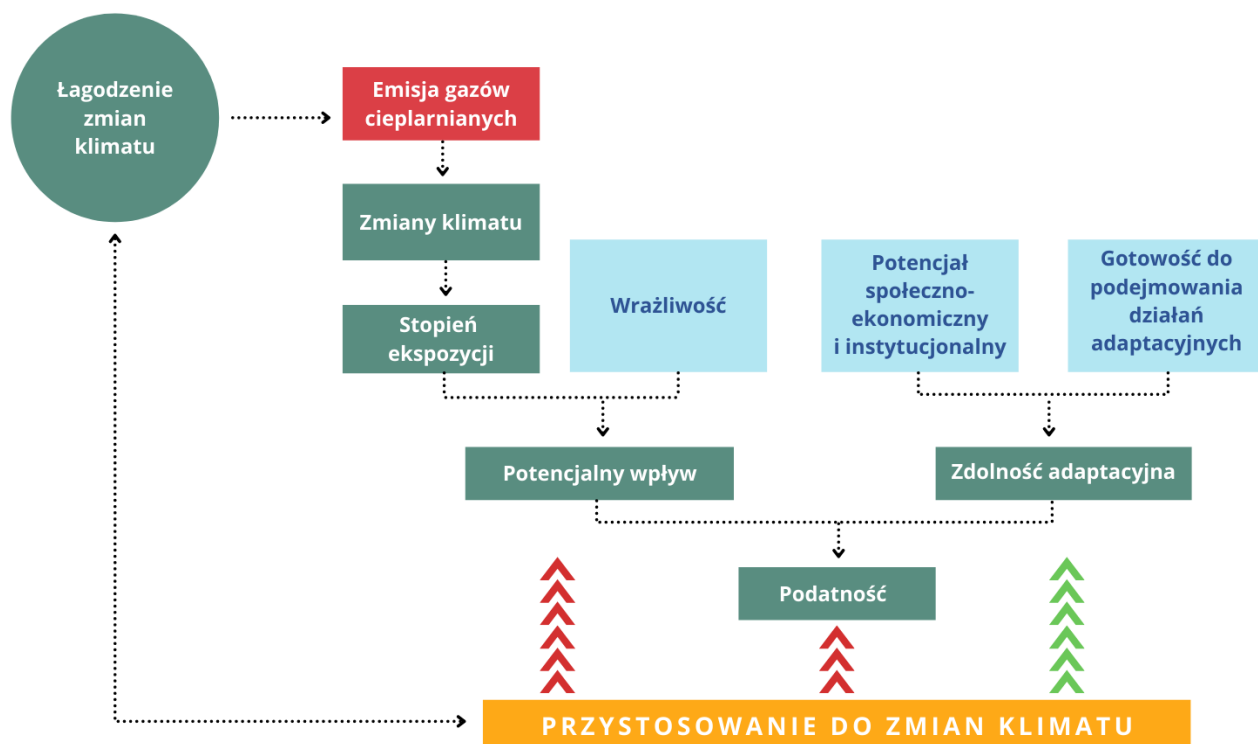 Łagodzenie
zmian
klimatu
Emisja gazów
cieplarnianych
Zmiany klimatu
Stopień
ekspozycji
Wrażliwość
Potencjał
społeczno-
ekonomiczny
i instytucjonalny
Gotowość do
podejmowania
działań
adaptacyjnych
Potencjalny wpływ
Zdolność adaptacyjna
Podatność
PRZYSTOSOWANIE DO ZMIAN KLIMATU